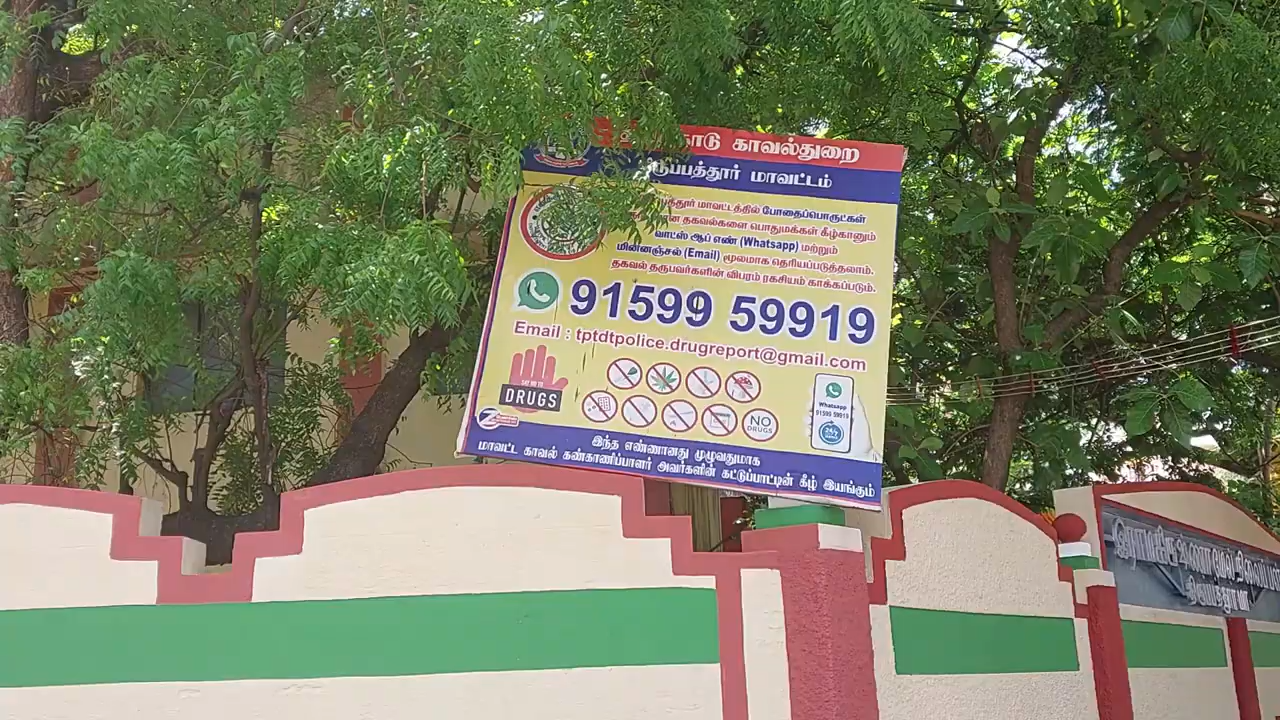 காவல்துறை
மாவட்டம்
மாவட்டத்தில் போதைப்பொருட்கள்
தகவல்களை பொதுமக்கள் கீழ்காணும்
வாட்ஸ் ஆப் எண் (Whatsapp) மற்றும்
மின்னஞ்சல் (Email) மூலமாக தெரியப்படுத்தலாம்.
தகவல் தருபவர்களின் விபரம் ரகசியம் காக்கப்படும்.
91599 59919
Email : tptdtpolice.drugreport@gmail.com
SAY NO TO
DRUGS
NO
DRUGS
Whatsapp
91599 59919
24/7
இந்த எண்ணானது முழுவதுமாக
மாவட்ட காவல் கண்காணிப்பாளர் அவர்களின் கட்டுப்பாட்டின் கீழ் இயங்கும்